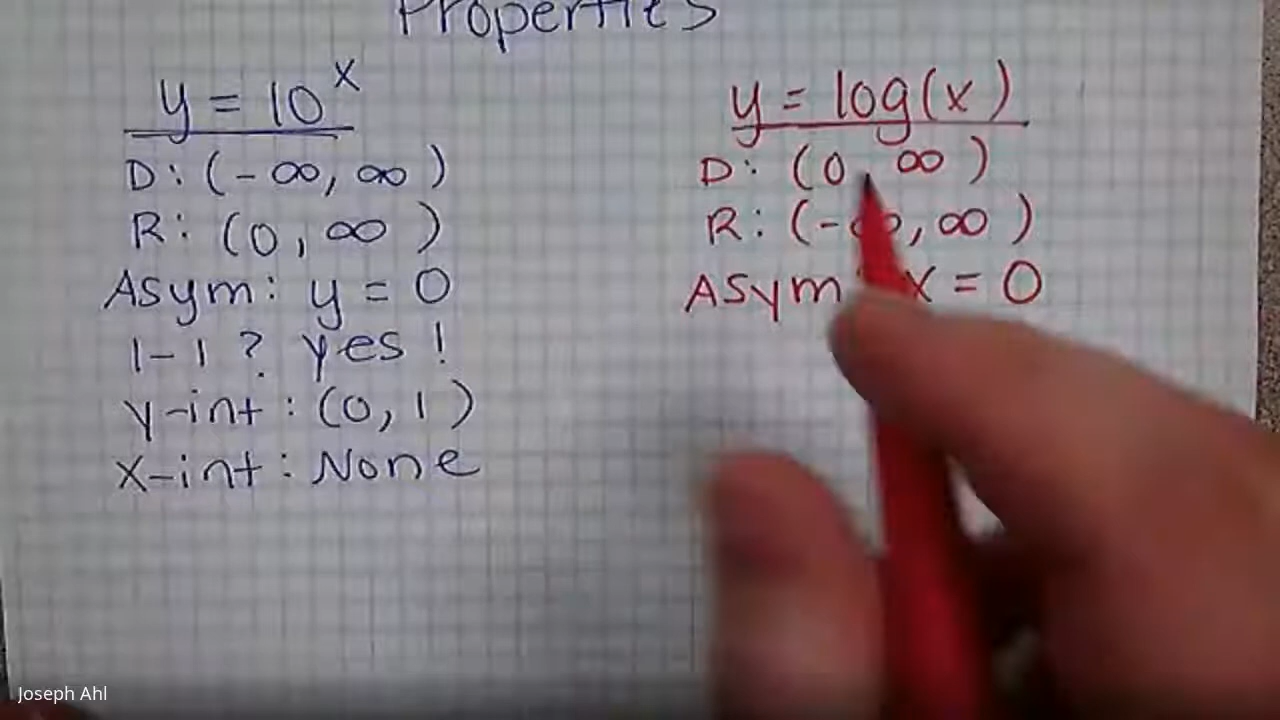 Properties
y = 10^x
D: (-∞, ∞)
R: (0, ∞)
Asym: y = 0
1-1? yes!
y-int: (0, 1)
x-int: None
y = log(x)
D: (0, ∞)
R: (-∞, ∞)
Asym: x = 0
Joseph Ahl